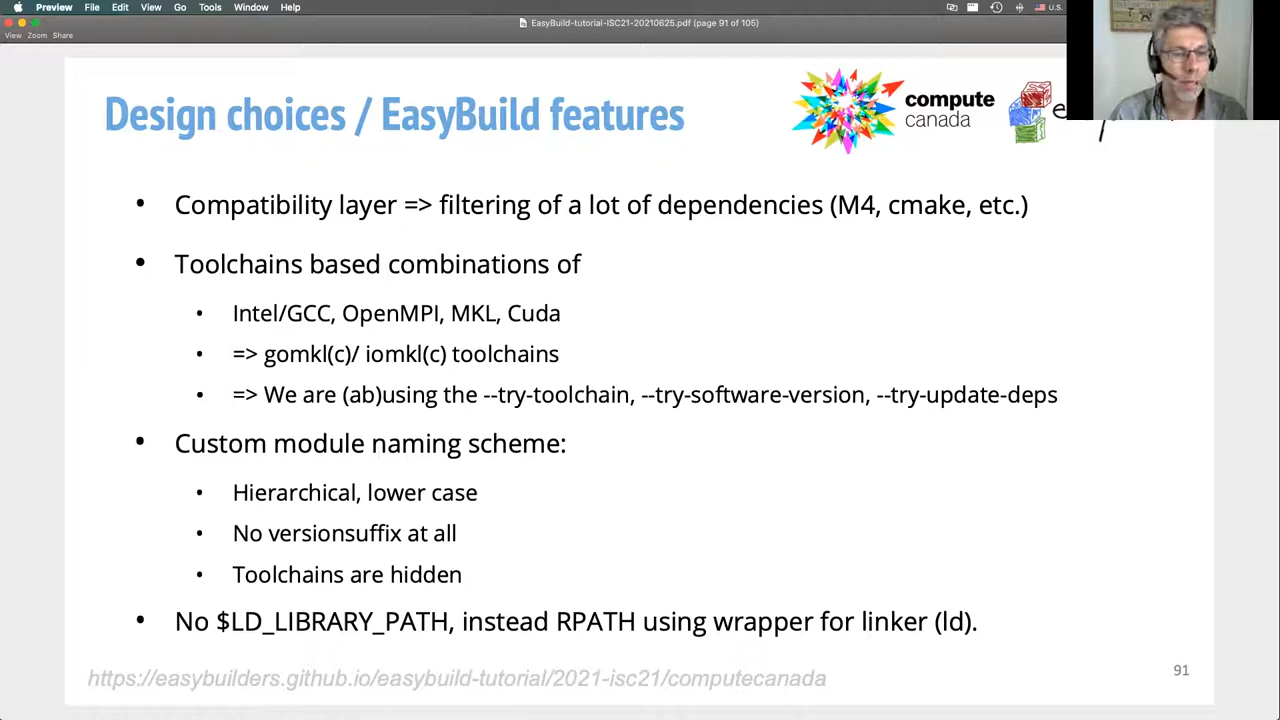 Preview File Edit View Go Tools Window Help
U.S.
EasyBuild-tutorial-ISC21-20210625.pdf (page 91 of 105)
View Zoom Share
Design choices / EasyBuild features
compute
canada
e
• Compatibility layer => filtering of a lot of dependencies (M4, cmake, etc.)
• Toolchains based combinations of
• Intel/GCC, OpenMPI, MKL, Cuda
• => gomkl(c)/ iomkl(c) toolchains
• => We are (ab)using the --try-toolchain, --try-software-version, --try-update-deps
• Custom module naming scheme:
• Hierarchical, lower case
• No versionsuffix at all
• Toolchains are hidden
• No $LD_LIBRARY_PATH, instead RPATH using wrapper for linker (ld).
https://easybuilders.github.io/easybuild-tutorial/2021-isc21/computecanada
91